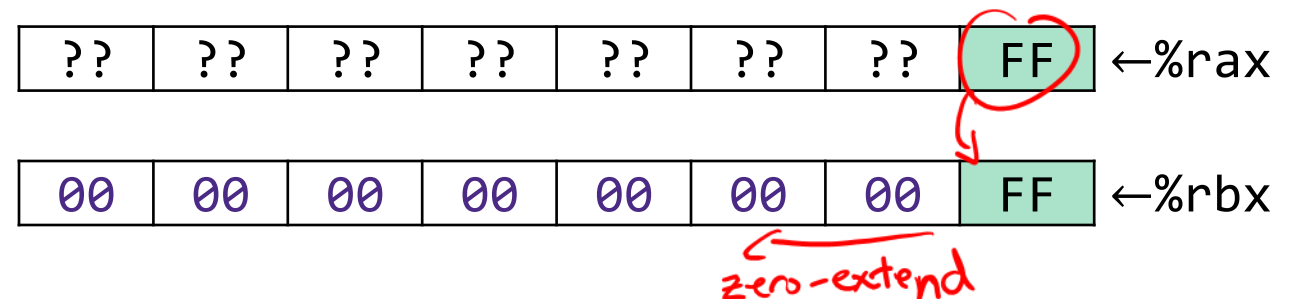 ?? ?? ?? ?? ?? ?? ?? FF ←%rax
00 00 00 00 00 00 00 FF ←%rbx
zero-extend